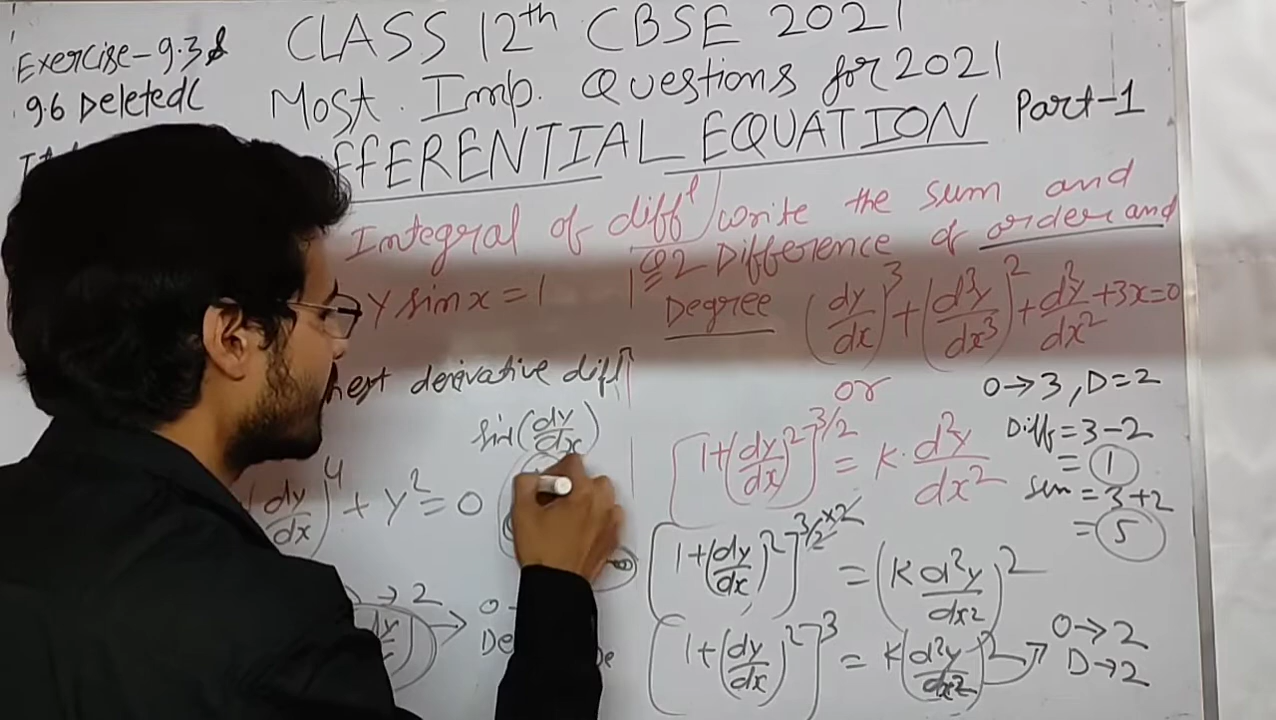 Exercise-9.3 &
9.6 Deleted(
CLASS 12th CBSE 2021
Most. Imp. Questions for 2021
FFERENTIAL EQUATION Part-1
Integral of diff
Y sin x = 1
hest derivative diff
sin(dy/dx)
dy/dx)^4 + y^2 = 0
→ 2
Q2 write the sum and
Difference of order and
Degree (dy/dx)^3 + (d^3y/dx^3)^2 + d^2y/dx^2 + 3x = 0
or
O→3, D=2
[1+(dy/dx)^2]^3/2 = K. d^2y/dx^2
Diff = 3-2
= 1
Sum = 3+2
= 5
[1+(dy/dx)^2]^3/2×2 = (K d^2y/dx^2)^2
[1+(dy/dx)^2]^3 = K(d^2y/dx^2)^2
O→2
D→2